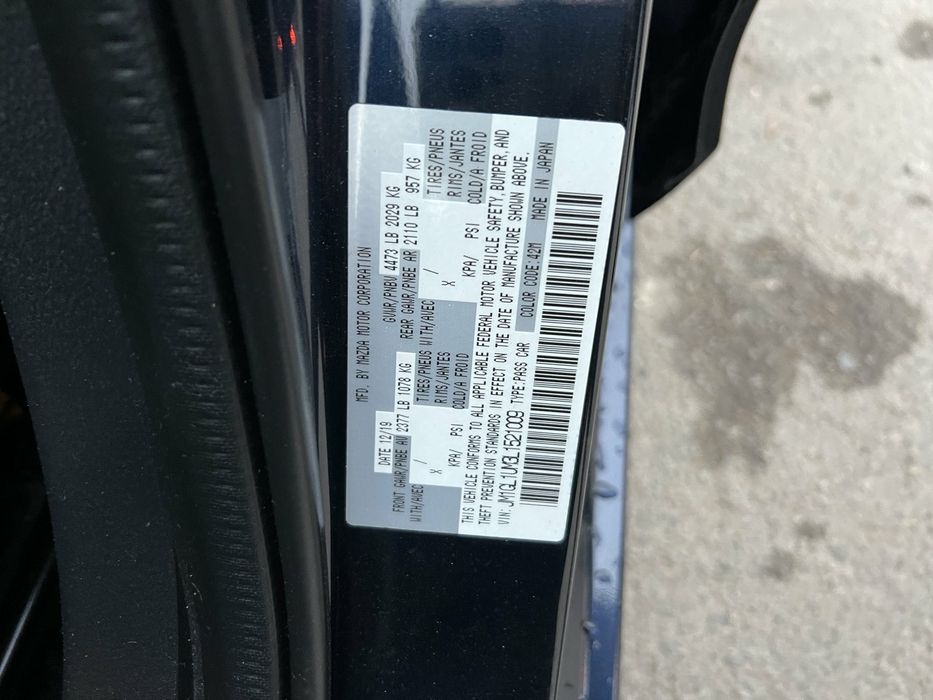 MFD. BY MAZDA MOTOR CORPORATION
DATE 12/19 GVWR/PNBV 4473 LB 2029 KG
FRONT GAWR/PNBE AV 2377 LB 1078 KG REAR GAWR/PNBE AR 2110 LB 957 KG
WITH/AVEC / TIRES/PNEUS WITH/AVEC / TIRES/PNEUS
X RIMS/JANTES X RIMS/JANTES
KPA/ PSI COLD/A FROID KPA/ PSI COLD/A FROID
THIS VEHICLE CONFORMS TO ALL APPLICABLE FEDERAL MOTOR VEHICLE SAFETY, BUMPER, AND
THEFT PREVENTION STANDARDS IN EFFECT ON THE DATE OF MANUFACTURE SHOWN ABOVE.
VIN: JM1GL1VM3L1521009 TYPE:PASS CAR COLOR CODE:42M MADE IN JAPAN